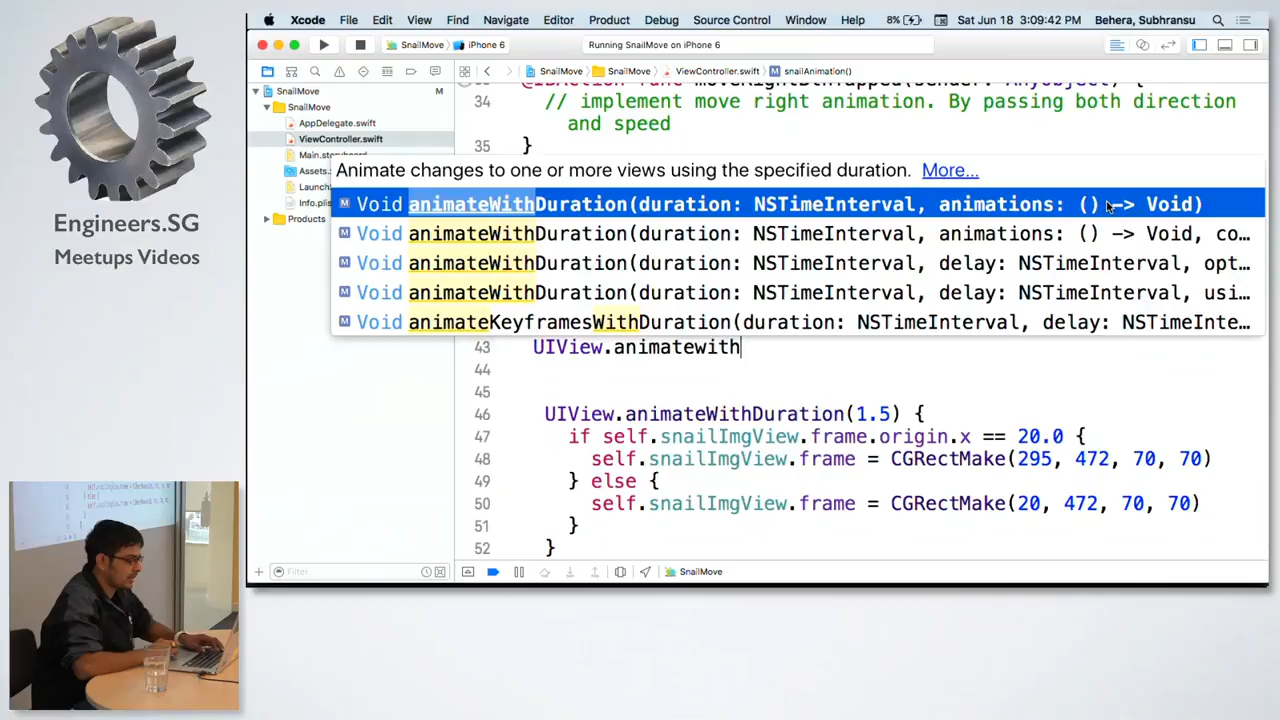 Xcode File Edit View Find Navigate Editor Product Debug Source Control Window Help 8% Sat Jun 18 3:09:42 PM Behera, Subhransu
SnailMove iPhone 6 Running SnailMove on iPhone 6
SnailMove SnailMove ViewController.swift M snailAnimation()
SnailMove M
SnailMove
AppDelegate.swift
ViewController.swift
Main.storyboard
Assets.
Launch
Info.plis
Products
34 // implement move right animation. By passing both direction
and speed
35 }
Animate changes to one or more views using the specified duration. More...
M Void animateWithDuration(duration: NSTimeInterval, animations: () -> Void)
M Void animateWithDuration(duration: NSTimeInterval, animations: () -> Void, co…
M Void animateWithDuration(duration: NSTimeInterval, delay: NSTimeInterval, opt…
M Void animateWithDuration(duration: NSTimeInterval, delay: NSTimeInterval, usi…
M Void animateKeyframesWithDuration(duration: NSTimeInterval, delay: NSTimeInte…
43 UIView.animatewith
44
45
46 UIView.animateWithDuration(1.5) {
47 if self.snailImgView.frame.origin.x == 20.0 {
48 self.snailImgView.frame = CGRectMake(295, 472, 70, 70)
49 } else {
50 self.snailImgView.frame = CGRectMake(20, 472, 70, 70)
51 }
52 }
Filter
SnailMove
Engineers.SG
Meetups Videos